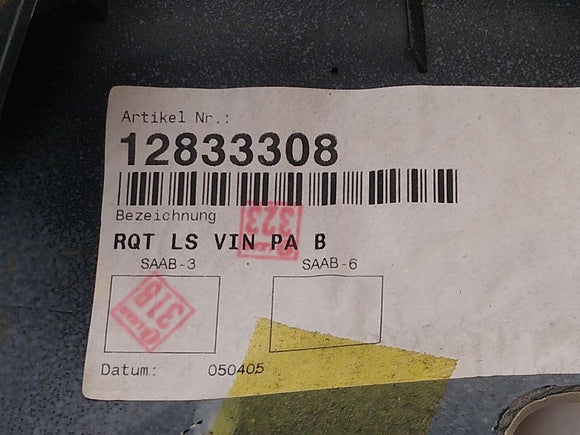 Artikel Nr.:
12833308
Bezeichnung
323
RQT LS VIN PA B
SAAB-3 SAAB-6
318
Datum: 050405